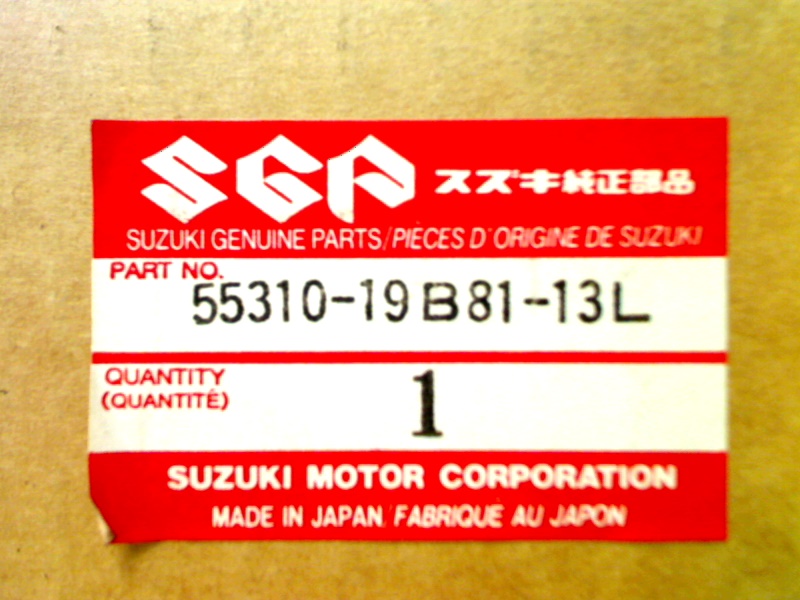 SGP スズキ純正部品
SUZUKI GENUINE PARTS/PIÈCES D'ORIGINE DE SUZUKI
PART NO.
55310-19B81-13L
QUANTITY
(QUANTITÉ)
1
SUZUKI MOTOR CORPORATION
MADE IN JAPAN/FABRIQUÉ AU JAPON